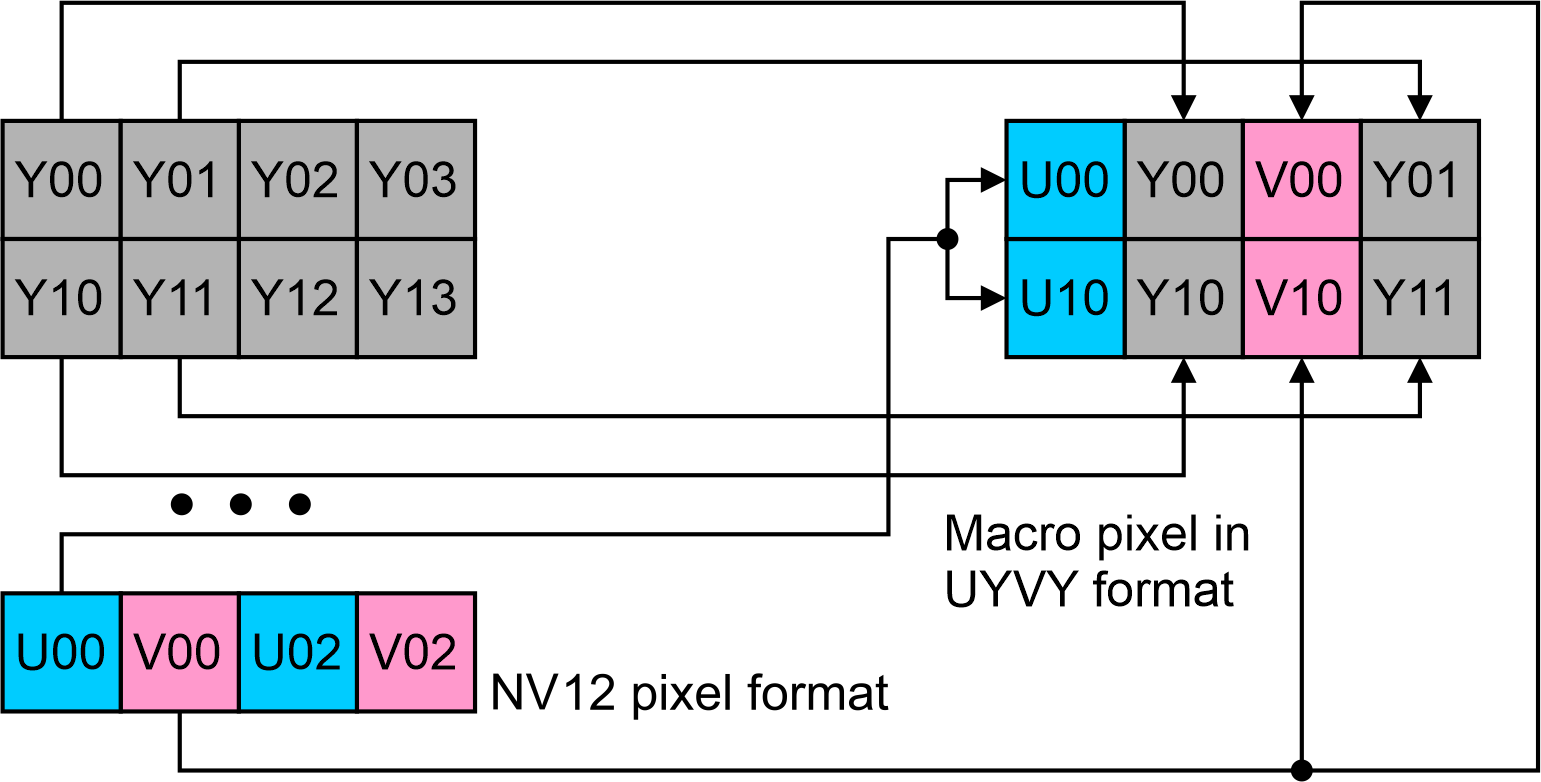 Y00 Y01 Y02 Y03
Y10 Y11 Y12 Y13
U00 Y00 V00 Y01
U10 Y10 V10 Y11
Macro pixel in
UYVY format
U00 V00 U02 V02
NV12 pixel format